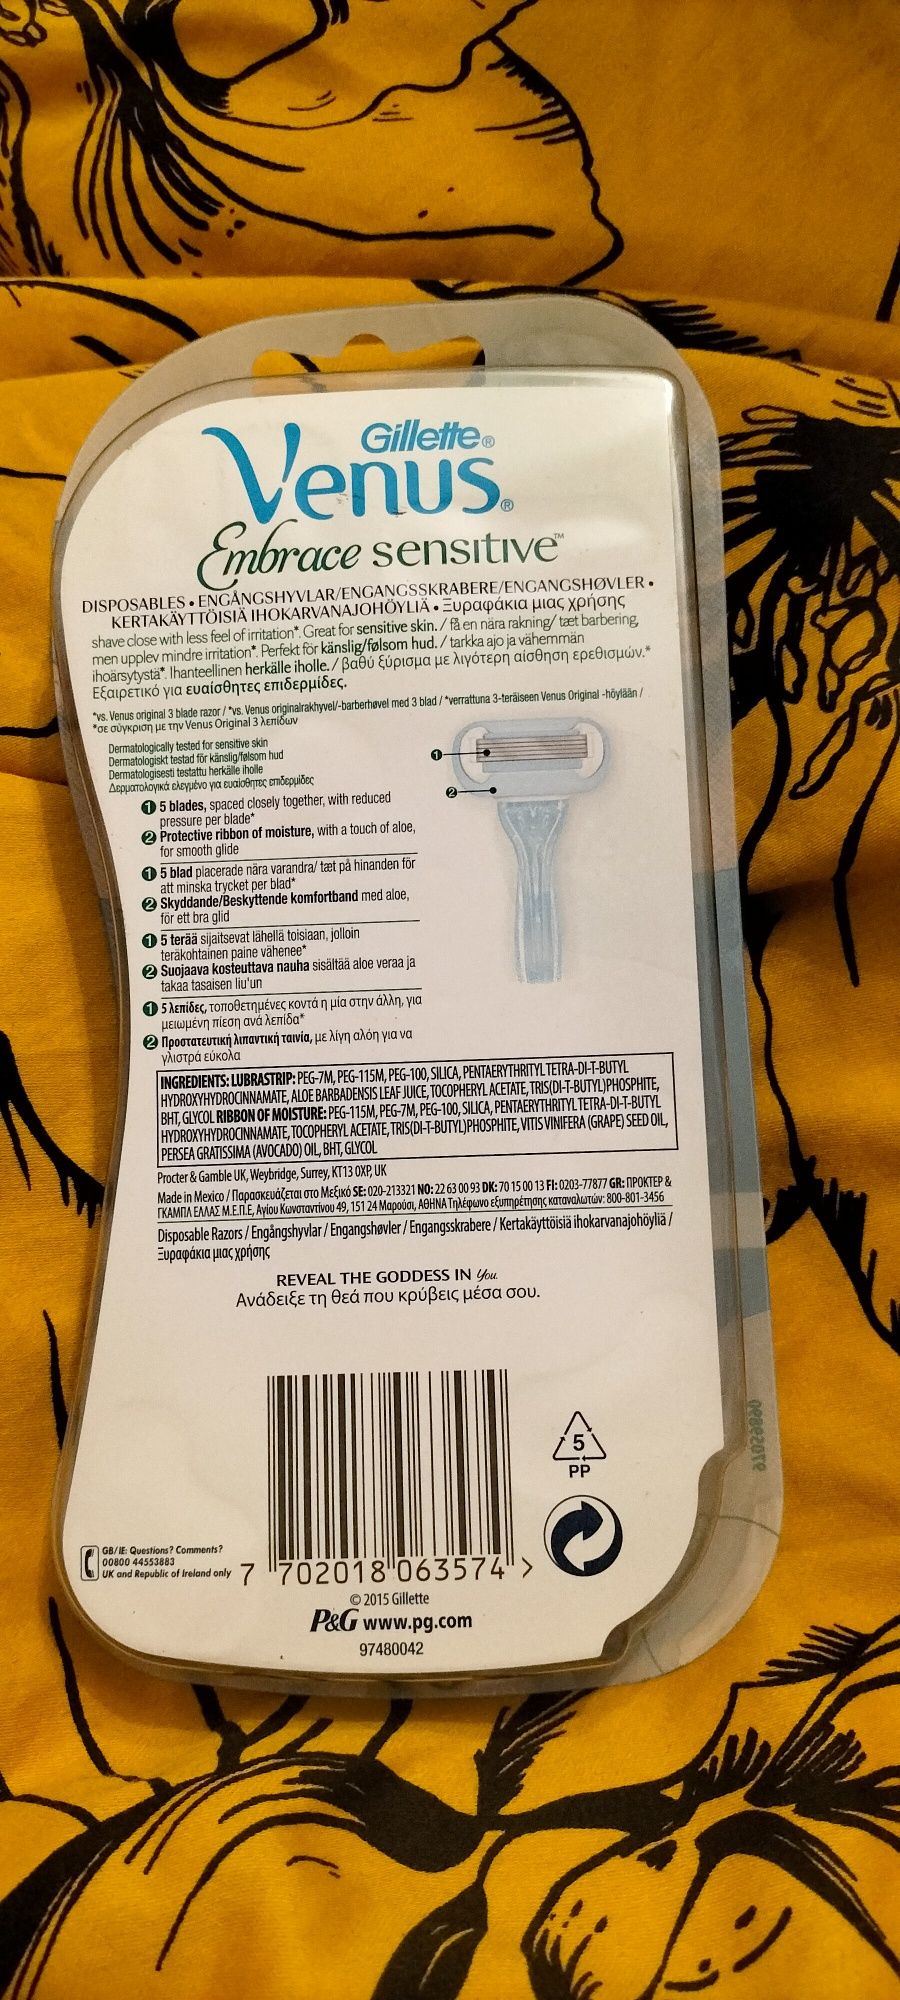 Gillette®
Venus®
Embrace sensitive™
DISPOSABLES • ENGÅNGSHYVLAR/ENGANGSSKRABERE/ENGANGSHØVLER •
KERTAKÄYTTÖISIÄ IHOKARVANAJOHÖYLIÄ • Ξυραφάκια μιας χρήσης
shave close with less feel of irritation*. Great for sensitive skin. / få en nära rakning/ tæt barbering,
men upplev mindre irritation*. Perfekt för känslig/følsom hud. / tarkka ajo ja vähemmän
ihoärsytystä*. Ihanteellinen herkälle iholle. / βαθύ ξύρισμα με λιγότερη αίσθηση ερεθισμών.*
Εξαιρετικό για ευαίσθητες επιδερμίδες.
*vs. Venus original 3 blade razor / *vs. Venus originalrakhyvel/-barberhøvel med 3 blad / *verrattuna 3-teräiseen Venus Original -höylään /
*σε σύγκριση με την Venus Original 3 λεπίδων
Dermatologically tested for sensitive skin
Dermatologiskt testad för känslig/følsom hud
Dermatologisesti testattu herkälle iholle
Δερματολογικά ελεγμένο για ευαίσθητες επιδερμίδες
1
2
1 5 blades, spaced closely together, with reduced
pressure per blade*
2 Protective ribbon of moisture, with a touch of aloe,
for smooth glide
1 5 blad placerade nära varandra/ tæt på hinanden för
att minska trycket per blad*
2 Skyddande/Beskyttende komfortband med aloe,
för ett bra glid
1 5 terää sijaitsevat lähellä toisiaan, jolloin
teräkohtainen paine vähenee*
2 Suojaava kosteuttava nauha sisältää aloe veraa ja
takaa tasaisen liu'un
1 5 λεπίδες, τοποθετημένες κοντά η μία στην άλλη, για
μειωμένη πίεση ανά λεπίδα*
2 Προστατευτική λιπαντική ταινία, με λίγη αλόη για να
γλιστρά εύκολα
INGREDIENTS: LUBRASTRIP: PEG-7M, PEG-115M, PEG-100, SILICA, PENTAERYTHRITYL TETRA-DI-T-BUTYL
HYDROXYHYDROCINNAMATE, ALOE BARBADENSIS LEAF JUICE, TOCOPHERYL ACETATE, TRIS(DI-T-BUTYL)PHOSPHITE,
BHT, GLYCOL RIBBON OF MOISTURE: PEG-115M, PEG-7M, PEG-100, SILICA, PENTAERYTHRITYL TETRA-DI-T-BUTYL
HYDROXYHYDROCINNAMATE, TOCOPHERYL ACETATE, TRIS(DI-T-BUTYL)PHOSPHITE, VITIS VINIFERA (GRAPE) SEED OIL,
PERSEA GRATISSIMA (AVOCADO) OIL, BHT, GLYCOL
Procter & Gamble UK, Weybridge, Surrey, KT13 0XP, UK
Made in Mexico / Παρασκευάζεται στο Μεξικό SE: 020-213321 NO: 22 63 00 93 DK: 70 15 00 13 FI: 0203-77877 GR: ΠΡΟΚΤΕΡ &
ΓΚΑΜΠΛ ΕΛΛΑΣ Μ.Ε.Π.Ε, Αγίου Κωνσταντίνου 49, 151 24 Μαρούσι, ΑΘΗΝΑ Τηλέφωνο εξυπηρέτησης καταναλωτών: 800-801-3456
Disposable Razors / Engångshyvlar / Engangshøvler / Engangsskrabere / Kertakäyttöisiä ihokarvanajohöyliä /
Ξυραφάκια μιας χρήσης
REVEAL THE GODDESS IN You.
Ανάδειξε τη θεά που κρύβεις μέσα σου.
5
PP
GB/IE: Questions? Comments?
00800 44553883
UK and Republic of Ireland only
7 702018 063574 >
© 2015 Gillette
P&G www.pg.com
97480042